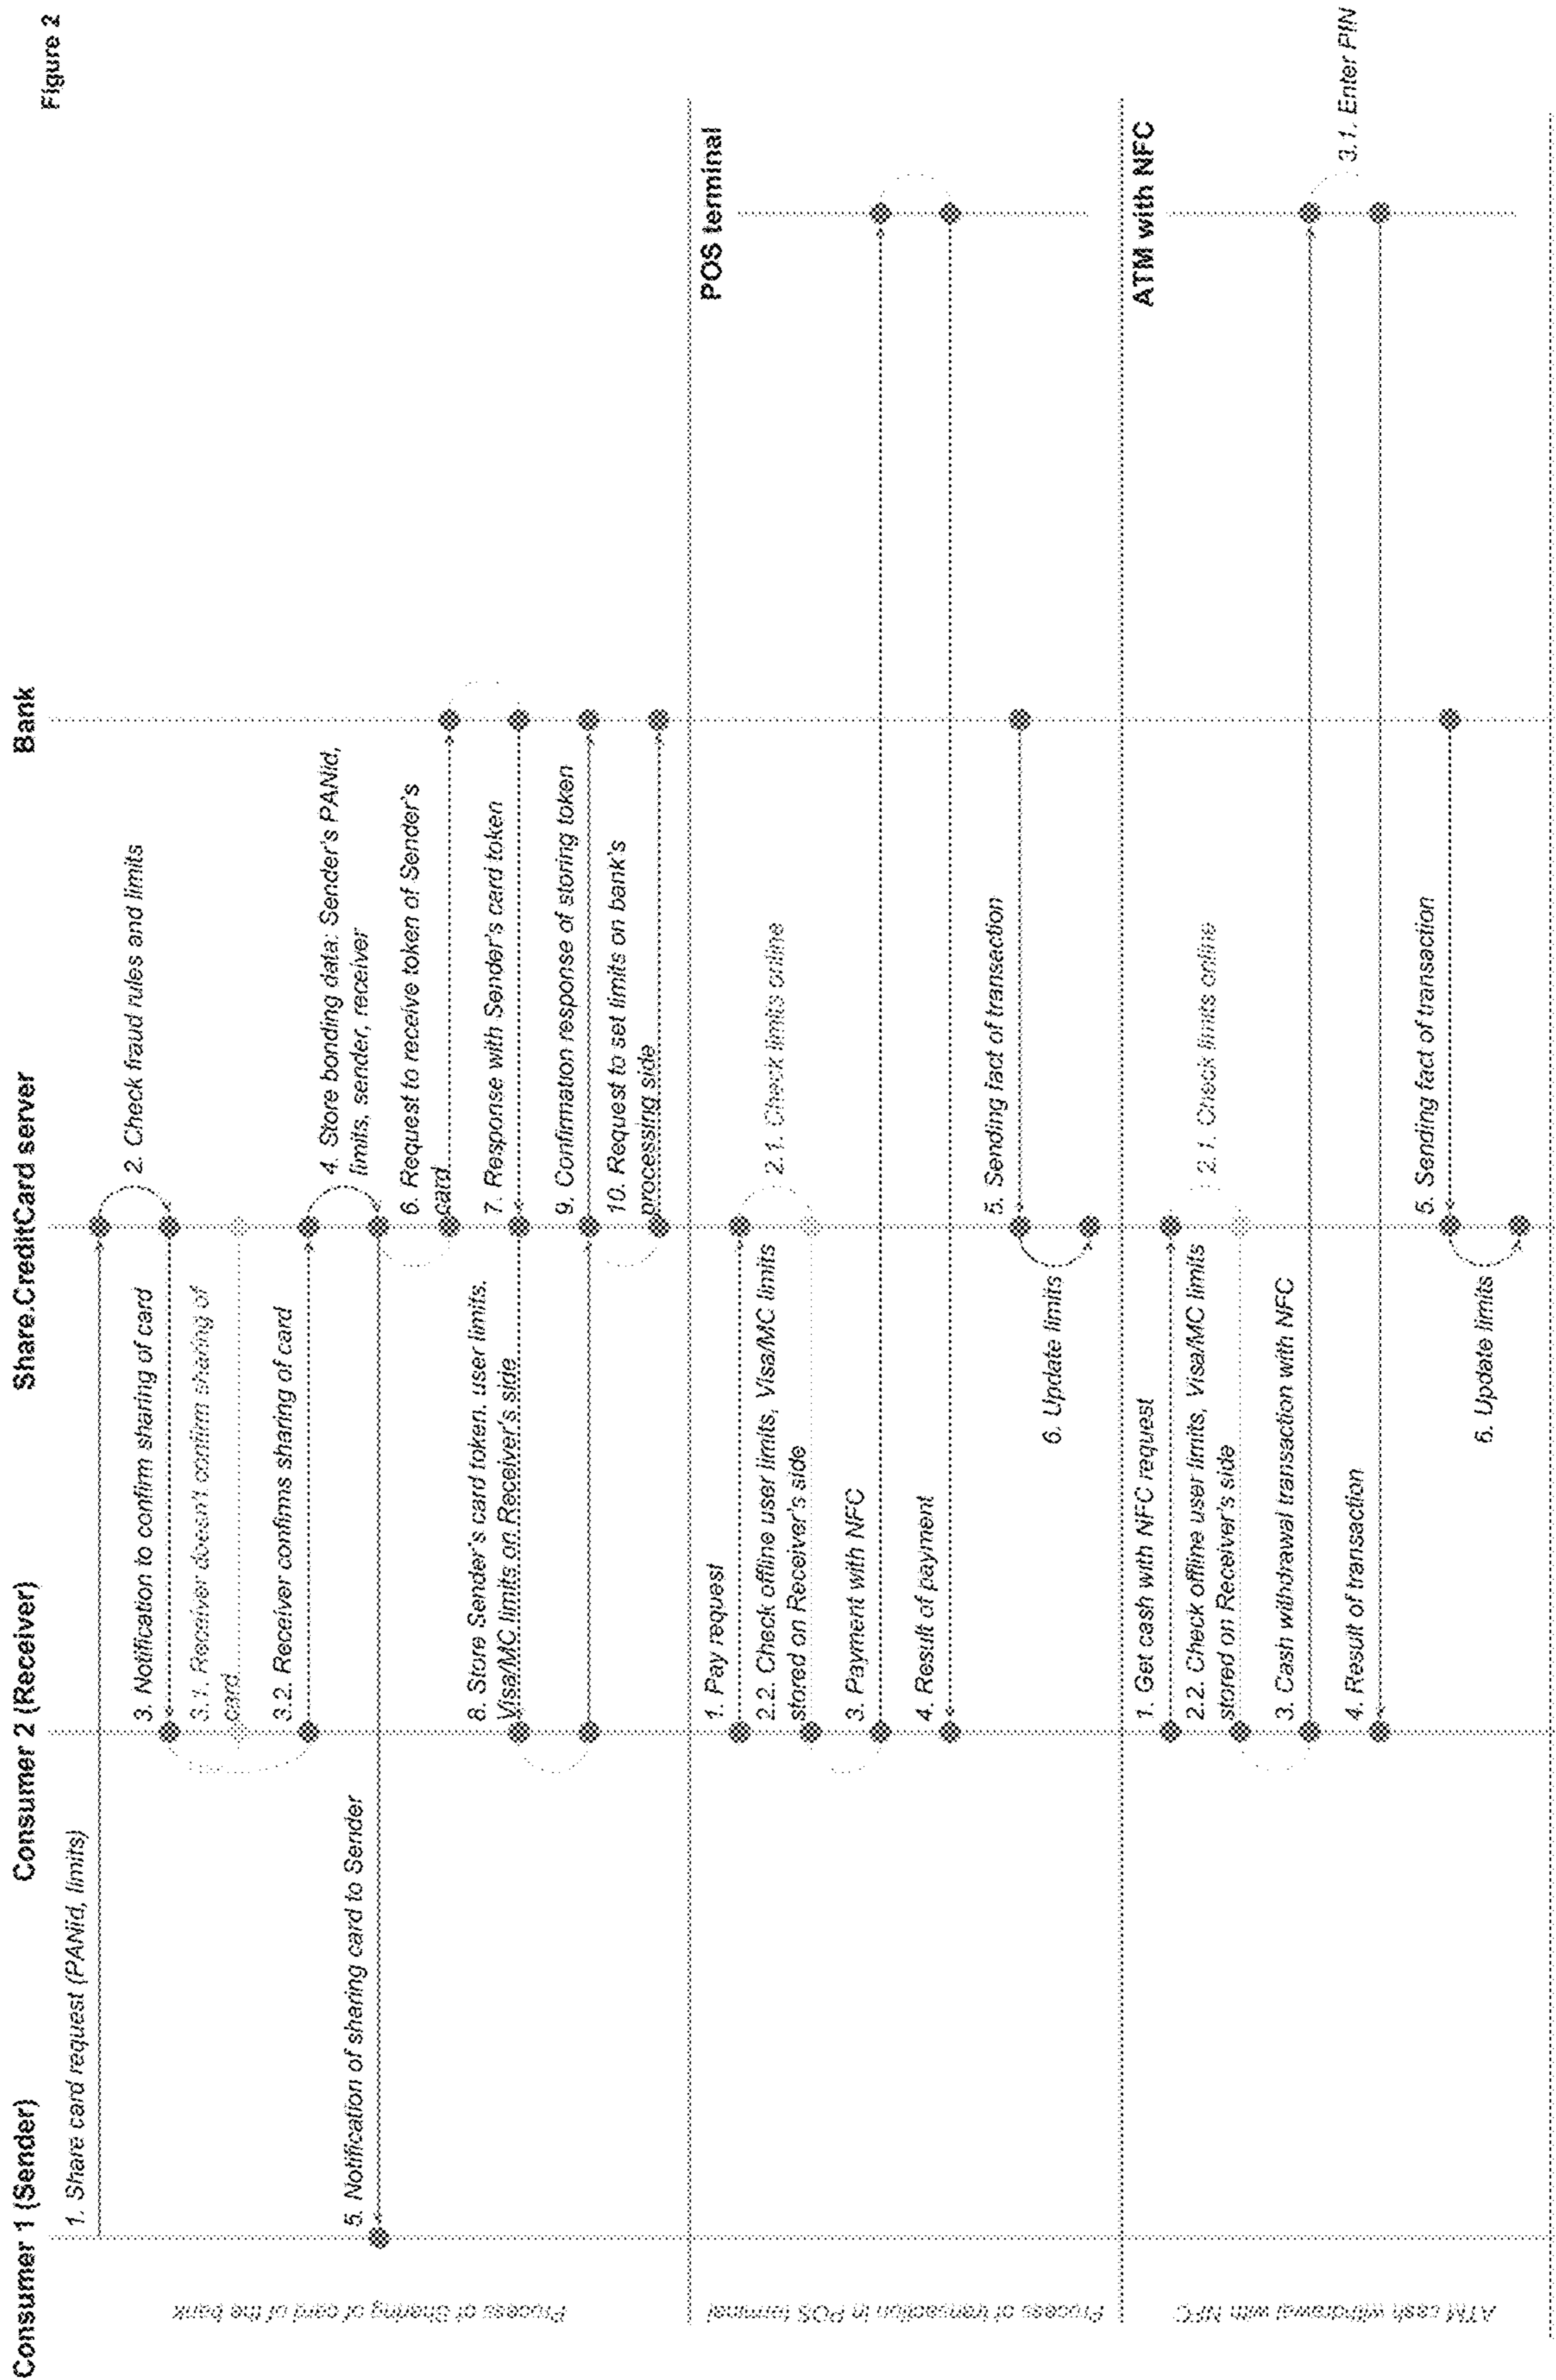 Figure 2
Consumer 1 (Sender)
Consumer 2 (Receiver)
Share.CreditCard server
Bank
Process of Sharing of card of the bank
1. Share card request (PANid, limits)
2. Check fraud rules and limits
3. Notification to confirm sharing of card
3.1. Receiver doesn't confirm sharing of
card
3.2. Receiver confirms sharing of card
4. Store bonding data: Sender's PANid,
limits, sender, receiver
5. Notification of sharing card to Sender
6. Request to receive token of Sender's
card
7. Response with Sender's card token
8. Store Sender's card token, user limits,
Visa/MC limits on Receiver's side
9. Confirmation response of storing token
10. Request to set limits on bank's
processing side
Process of transaction in POS terminal
POS terminal
1. Pay request
2.1. Check limits online
2.2. Check offline user limits, Visa/MC limits
stored on Receiver's side
3. Payment with NFC
4. Result of payment
5. Sending fact of transaction
6. Update limits
ATM cash withdrawal with NFC
ATM with NFC
1. Get cash with NFC request
2.1. Check limits online
2.2. Check offline user limits, Visa/MC limits
stored on Receiver's side
3. Cash withdrawal transaction with NFC
3.1. Enter PIN
4. Result of transaction
5. Sending fact of transaction
6. Update limits